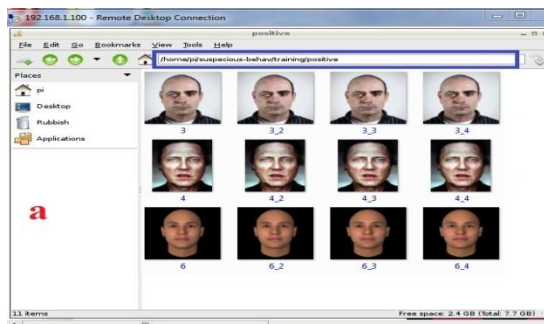 192.168.1.100 - Remote Desktop Connection
positive
File Edit Go Bookmarks View Tools Help
/home/pi/suspecious-behav/training/positive
Places
pi
Desktop
Rubbish
Applications
3 3_2 3_3 3_4
4 4_2 4_3 4_4
6 6_2 6_3 6_4
a
11 items Free space: 2.4 GB (Total: 7.7 GB)